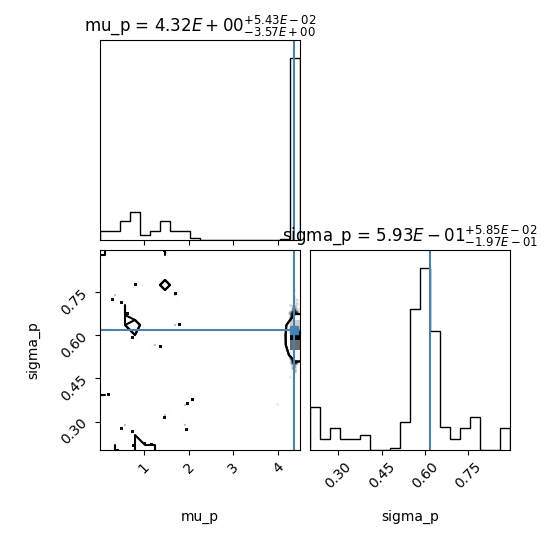 mu_p = 4.32E + 00+5.43E − 02 −3.57E + 00
sigma_p = 5.93E − 01+5.85E − 02 −1.97E − 01
sigma_p
0.75
0.60
0.45
0.30
1 2 3 4
0.30 0.45 0.60 0.75
mu_p sigma_p